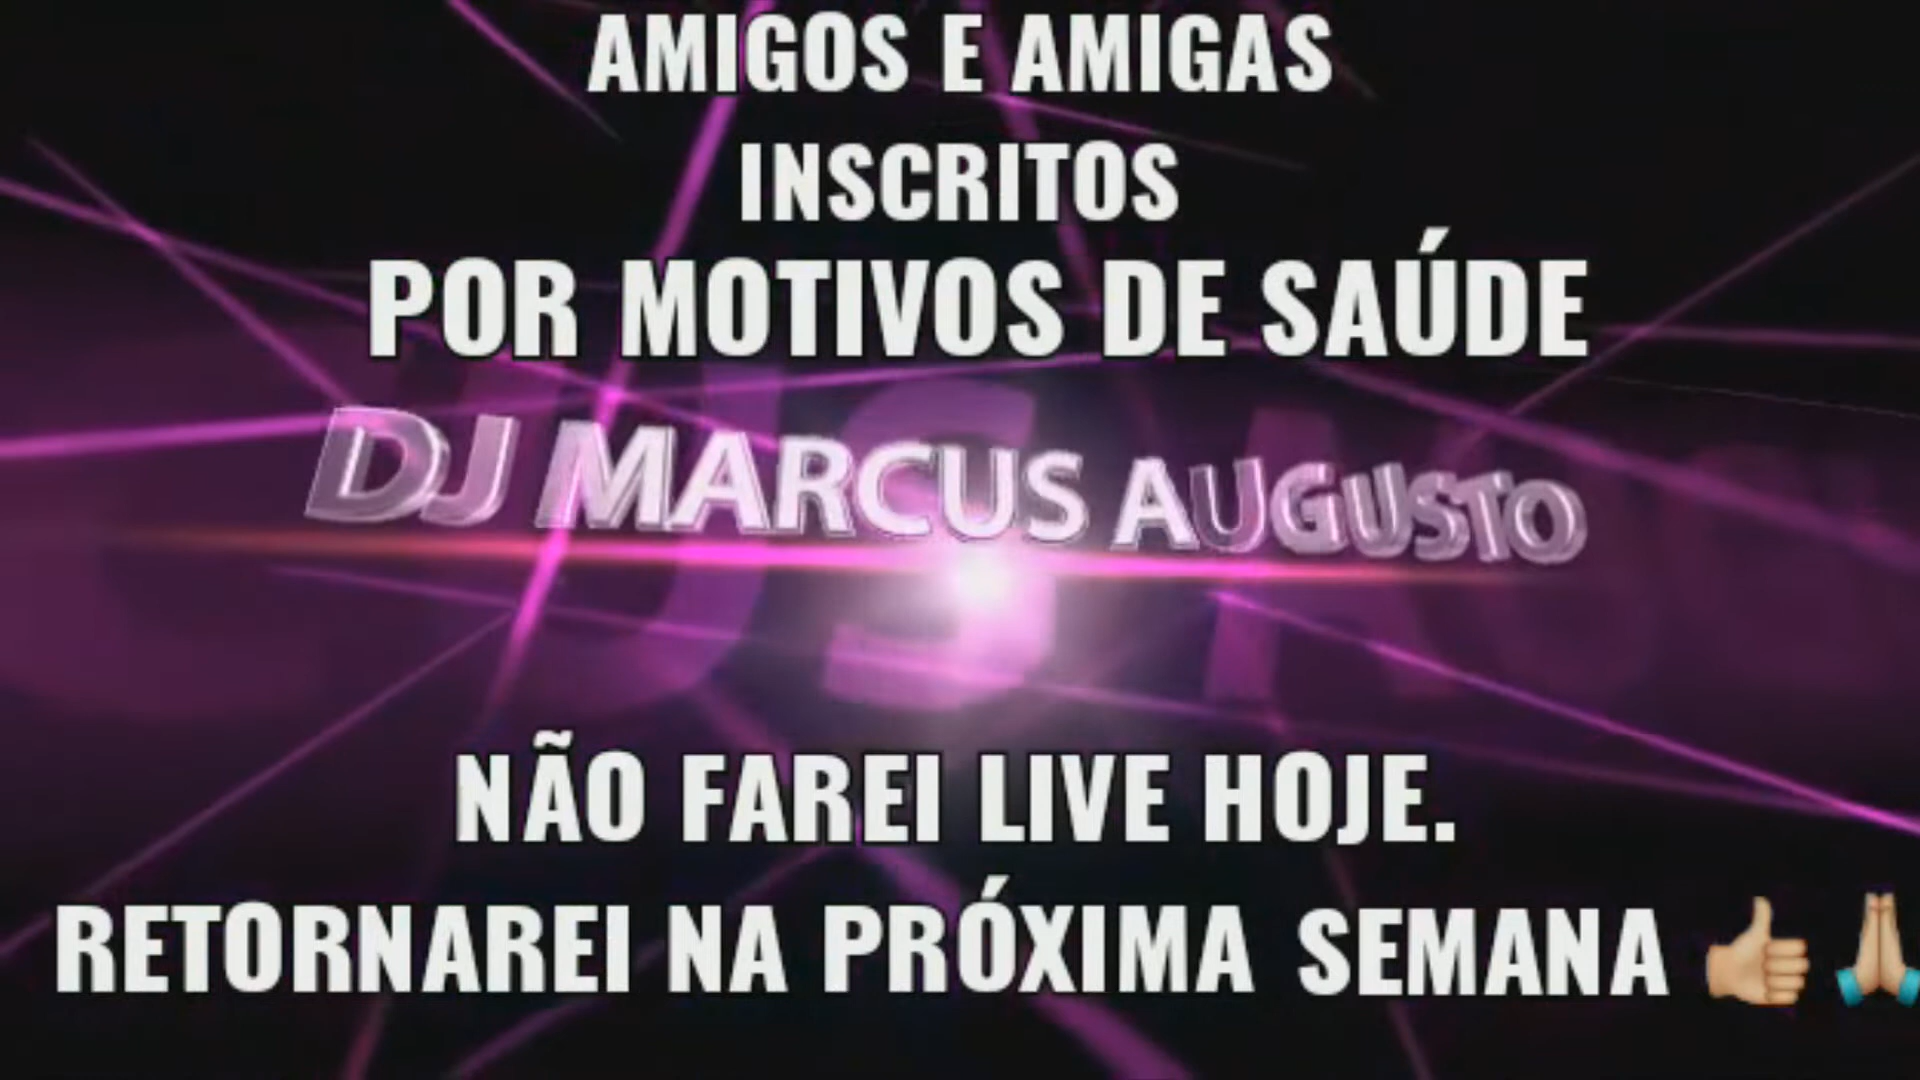 AMIGOS E AMIGAS
INSCRITOS
POR MOTIVOS DE SAÚDE
DJ MARCUS AUGUSTO
NÃO FAREI LIVE HOJE.
RETORNAREI NA PRÓXIMA SEMANA 👍🏼🙏🏼